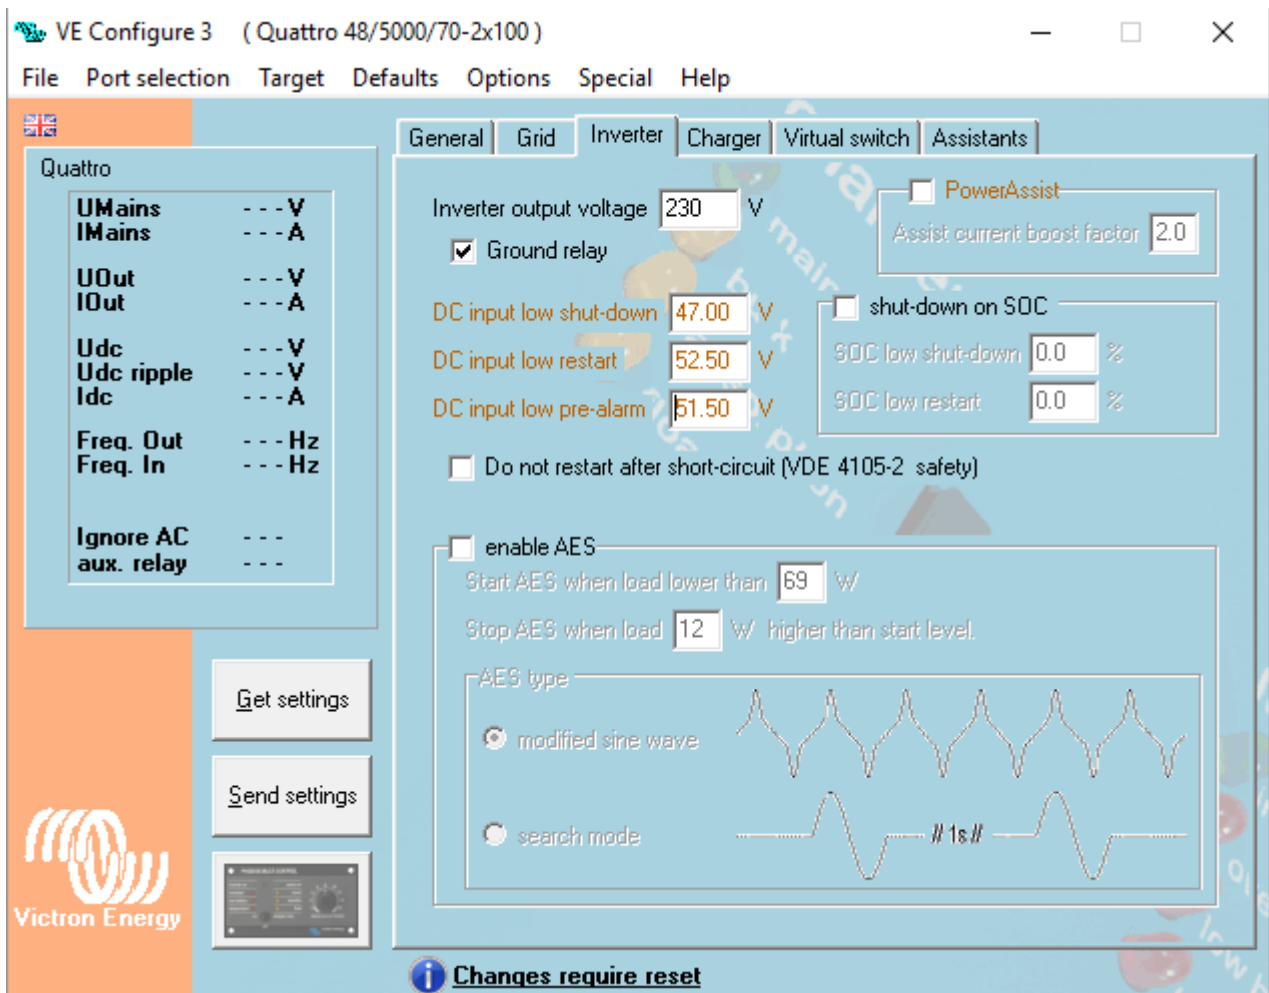 VE Configure 3 ( Quattro 48/5000/70-2x100 )
File Port selection Target Defaults Options Special Help
General Grid Inverter Charger Virtual switch Assistants
Quattro
UMains - - - V
IMains - - - A
UOut - - - V
IOut - - - A
Udc - - - V
Udc ripple - - - V
Idc - - - A
Freq. Out - - - Hz
Freq. In - - - Hz
Ignore AC - - -
aux. relay - - -
Get settings
Send settings
Victron Energy
Inverter output voltage 230 V
Ground relay
PowerAssist
Assist current boost factor 2.0
DC input low shut-down 47.00 V
DC input low restart 52.50 V
DC input low pre-alarm 51.50 V
shut-down on SOC
SOC low shut-down 0.0 %
SOC low restart 0.0 %
Do not restart after short-circuit (VDE 4105-2 safety)
enable AES
Start AES when load lower than 69 W
Stop AES when load 12 W higher than start level.
AES type
modified sine wave
search mode
// 1s //
Changes require reset